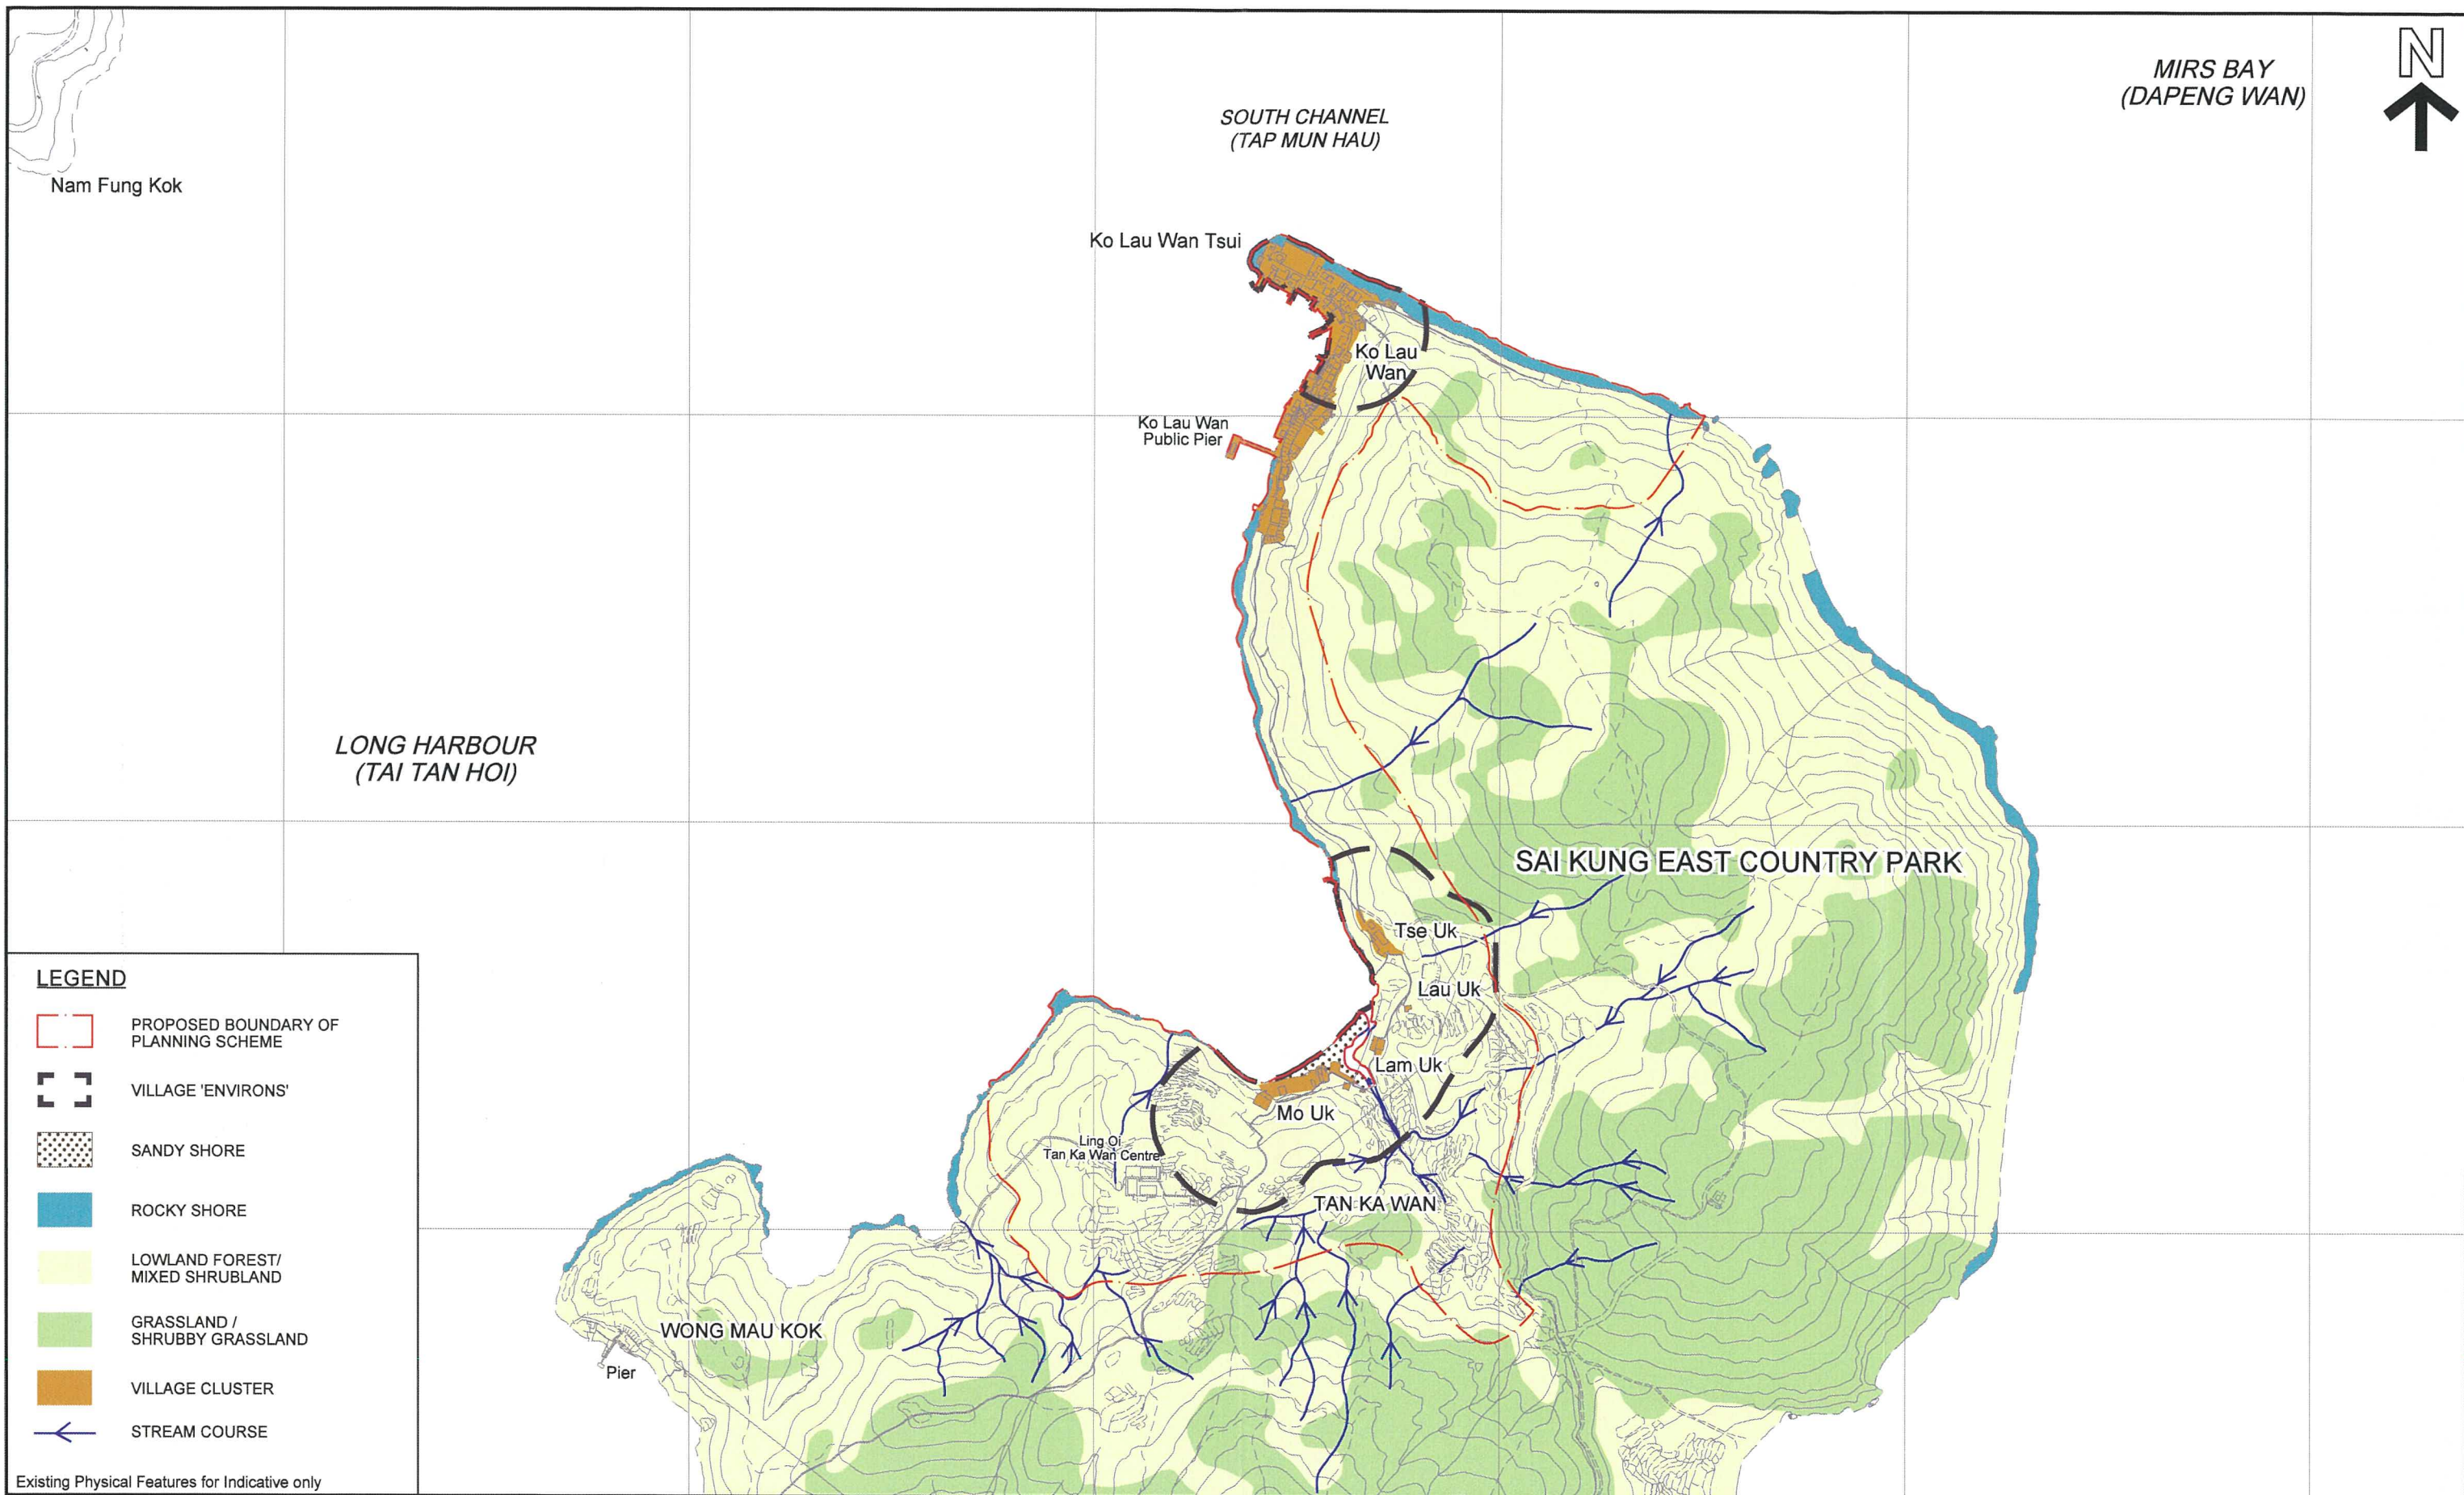 N
MIRS BAY
(DAPENG WAN)
SOUTH CHANNEL
(TAP MUN HAU)
Nam Fung Kok
Ko Lau Wan Tsui
Ko Lau
Wan
Ko Lau Wan
Public Pier
LONG HARBOUR
(TAI TAN HOI)
SAI KUNG EAST COUNTRY PARK
Tse Uk
Lau Uk
Lam Uk
Mo Uk
Ling Oi
Tan Ka Wan Centre
TAN KA WAN
WONG MAU KOK
Pier
LEGEND
PROPOSED BOUNDARY OF
PLANNING SCHEME
VILLAGE 'ENVIRONS'
SANDY SHORE
ROCKY SHORE
LOWLAND FOREST/
MIXED SHRUBLAND
GRASSLAND /
SHRUBBY GRASSLAND
VILLAGE CLUSTER
STREAM COURSE
Existing Physical Features for Indicative only